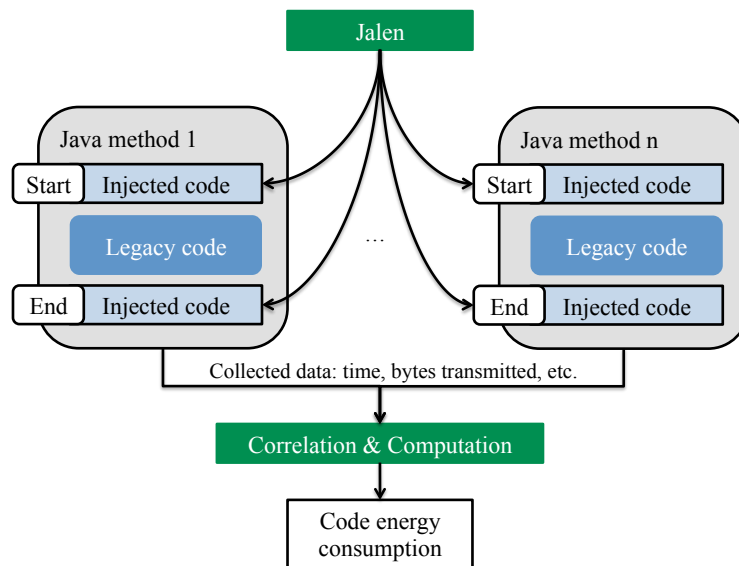 Jalen
Java method 1
Java method n
Start
Injected code
Start
Injected code
Legacy code
...
Legacy code
End
Injected code
End
Injected code
Collected data: time, bytes transmitted, etc.
Correlation & Computation
Code energy
consumption